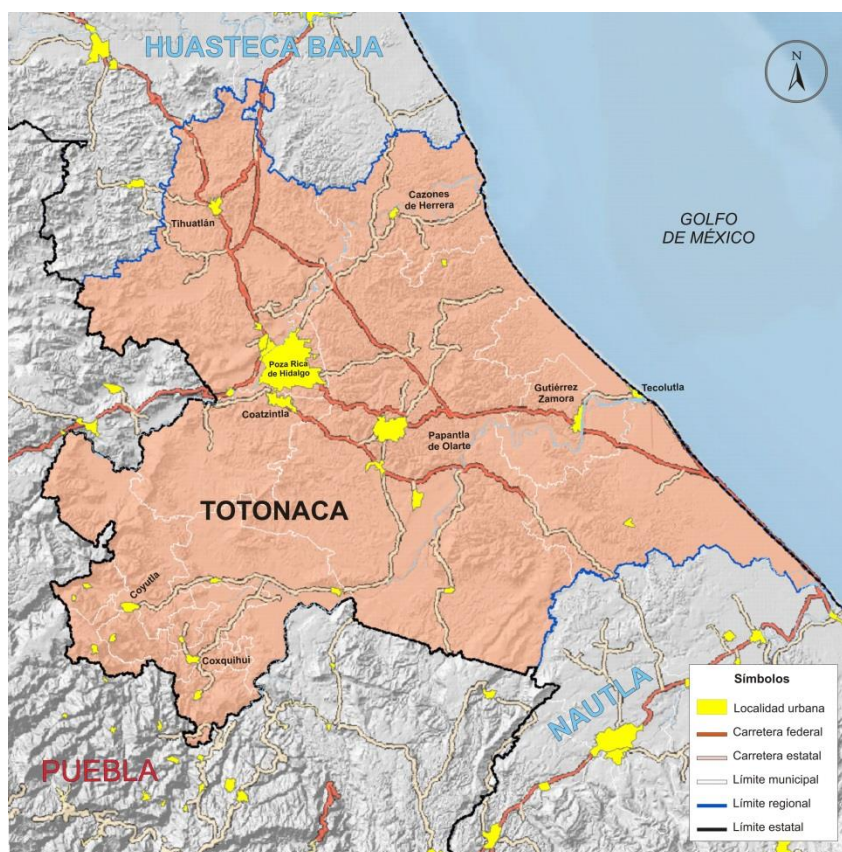 HUASTECA BAJA
N
Cazones
de Herrera
Tihuatlán
GOLFO
DE MÉXICO
Poza Rica
de Hidalgo
Gutiérrez
Zamora
Tecolutla
Coatzintla
Papantla
de Olarte
TOTONACA
Coyutla
Coxquihui
NAUTLA
PUEBLA
Símbolos
Localidad urbana
Carretera federal
Carretera estatal
Límite municipal
Límite regional
Límite estatal